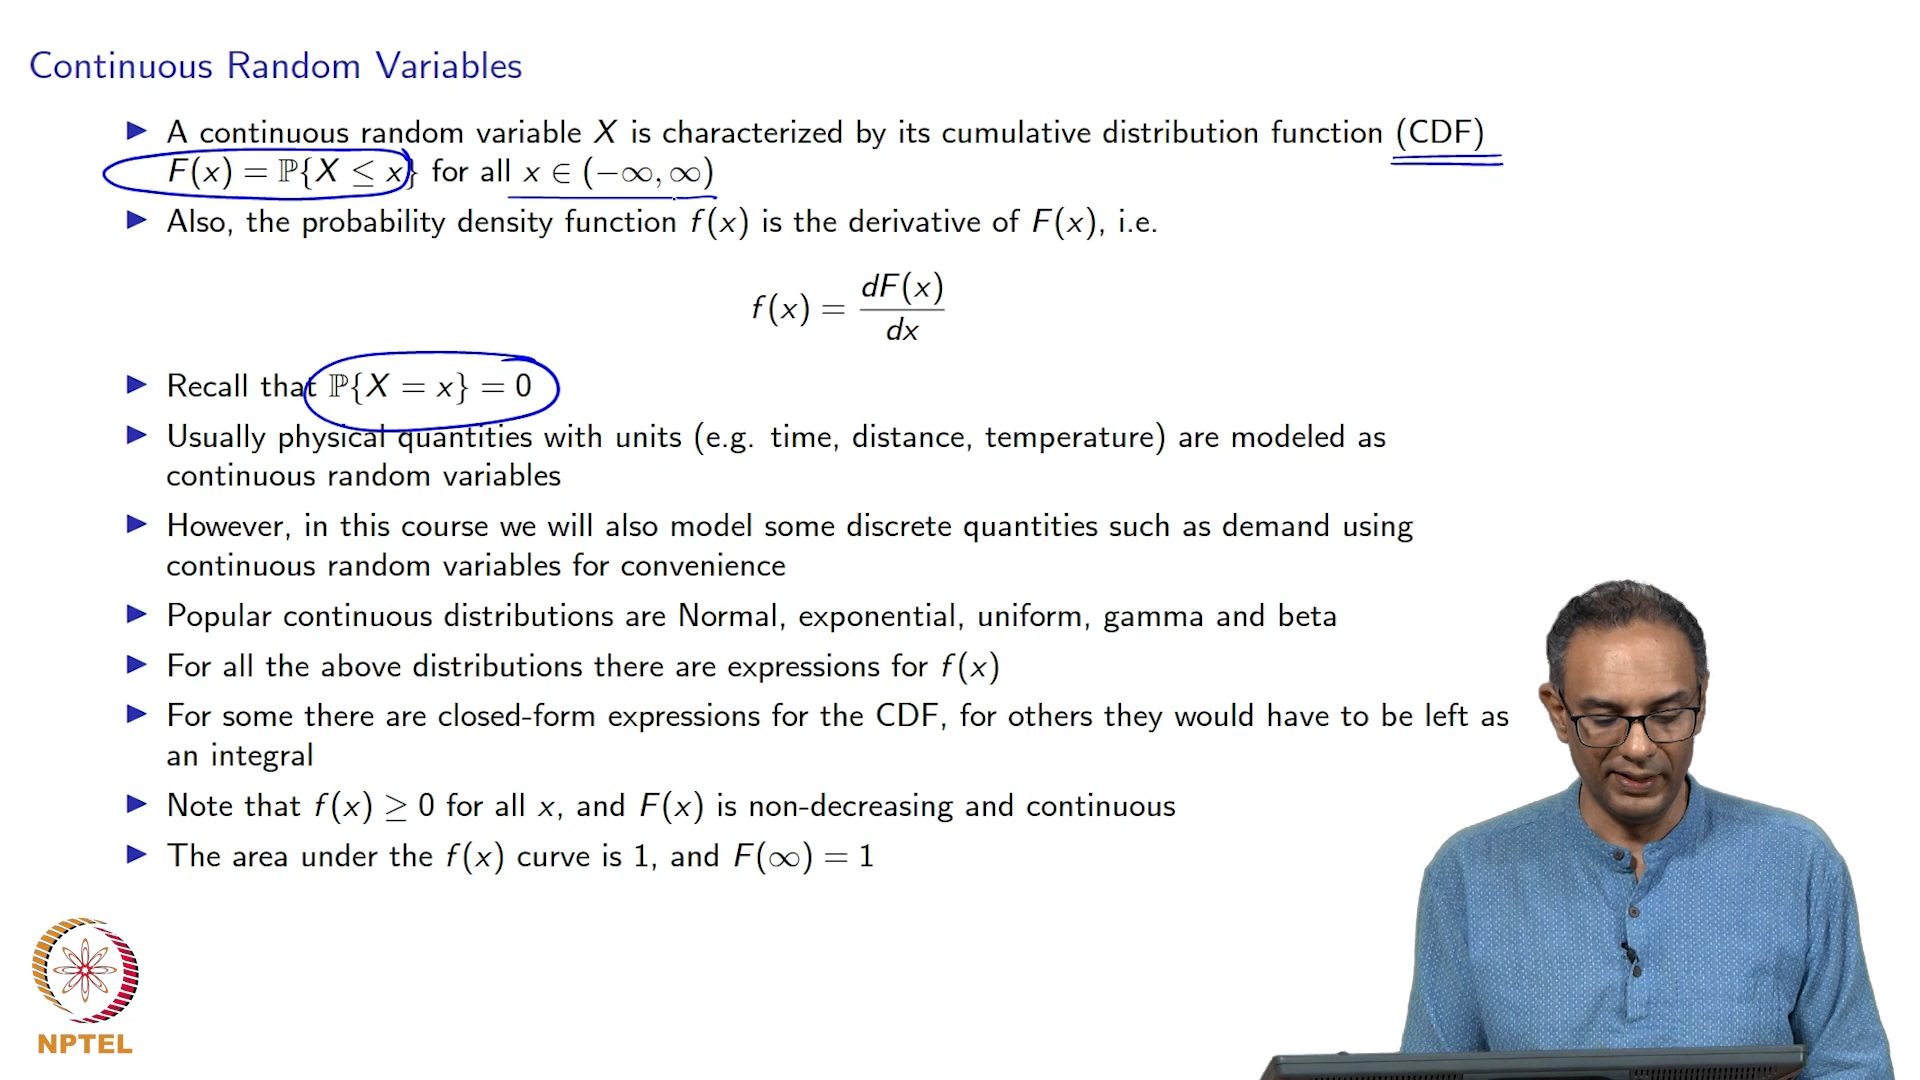 Continuous Random Variables
▶ A continuous random variable X is characterized by its cumulative distribution function (CDF)
F(x) = ℙ{X ≤ x} for all x ∈ (−∞, ∞)
▶ Also, the probability density function f(x) is the derivative of F(x), i.e.
f(x) = dF(x)/dx
▶ Recall that ℙ{X = x} = 0
▶ Usually physical quantities with units (e.g. time, distance, temperature) are modeled as
continuous random variables
▶ However, in this course we will also model some discrete quantities such as demand using
continuous random variables for convenience
▶ Popular continuous distributions are Normal, exponential, uniform, gamma and beta
▶ For all the above distributions there are expressions for f(x)
▶ For some there are closed-form expressions for the CDF, for others they would have to be left as
an integral
▶ Note that f(x) ≥ 0 for all x, and F(x) is non-decreasing and continuous
▶ The area under the f(x) curve is 1, and F(∞) = 1
NPTEL